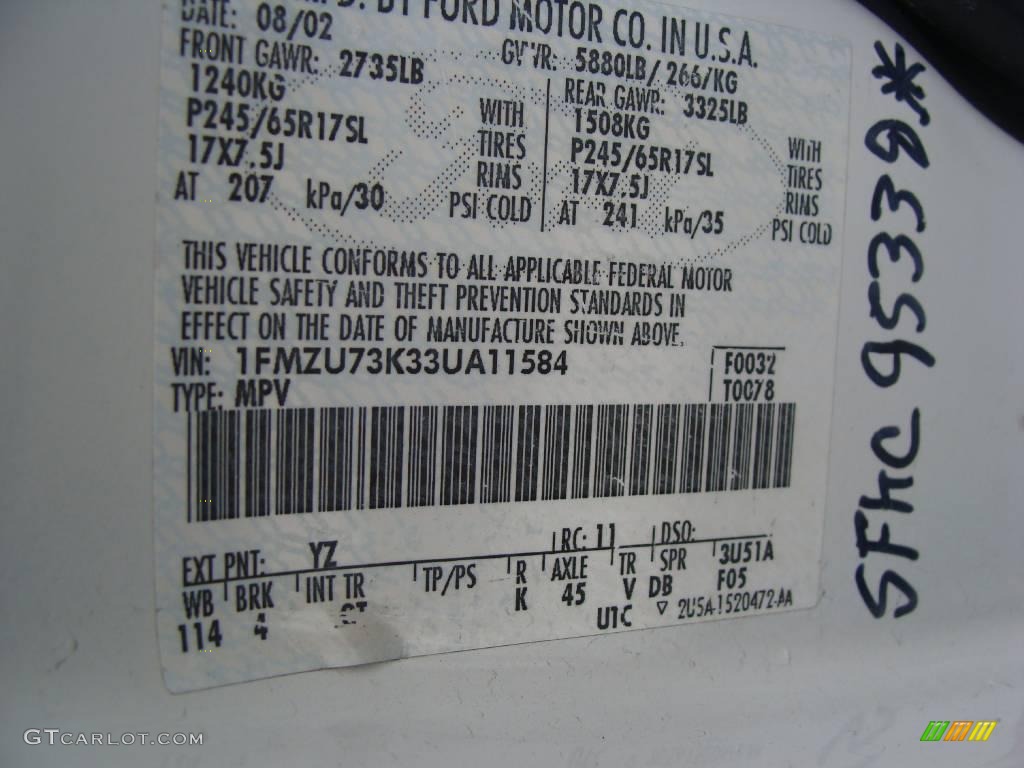 MOTOR CO. IN U.S.A.
FORD
DATE: 08/02
GVWR: 5880LB/ 2667KG
FRONT GAWR: 2735LB
1240KG
P245/65R17SL
17X7.5J
AT 207 kPa/30
WITH
TIRES
RIMS
PSI COLD
REAR GAWR: 3325LB
1508KG
P245/65R17SL
17X7.5J
AT 241 kPa/35
WITH
TIRES
RIMS
PSI COLD
THIS VEHICLE CONFORMS TO ALL APPLICABLE FEDERAL MOTOR
VEHICLE SAFETY AND THEFT PREVENTION STANDARDS IN
EFFECT ON THE DATE OF MANUFACTURE SHOWN ABOVE.
VIN: 1FMZU73K33UA11584
TYPE: MPV
F0032
T0078
EXT PNT: YZ
RC: 11
DSO:
WB BRK INT TR TP/PS R AXLE TR SPR 3U51A
114 4 K 45 V DB F05
U1C ▽ 2U5A-1520472-AA
SFHC 95339*
GTCARLOT.COM